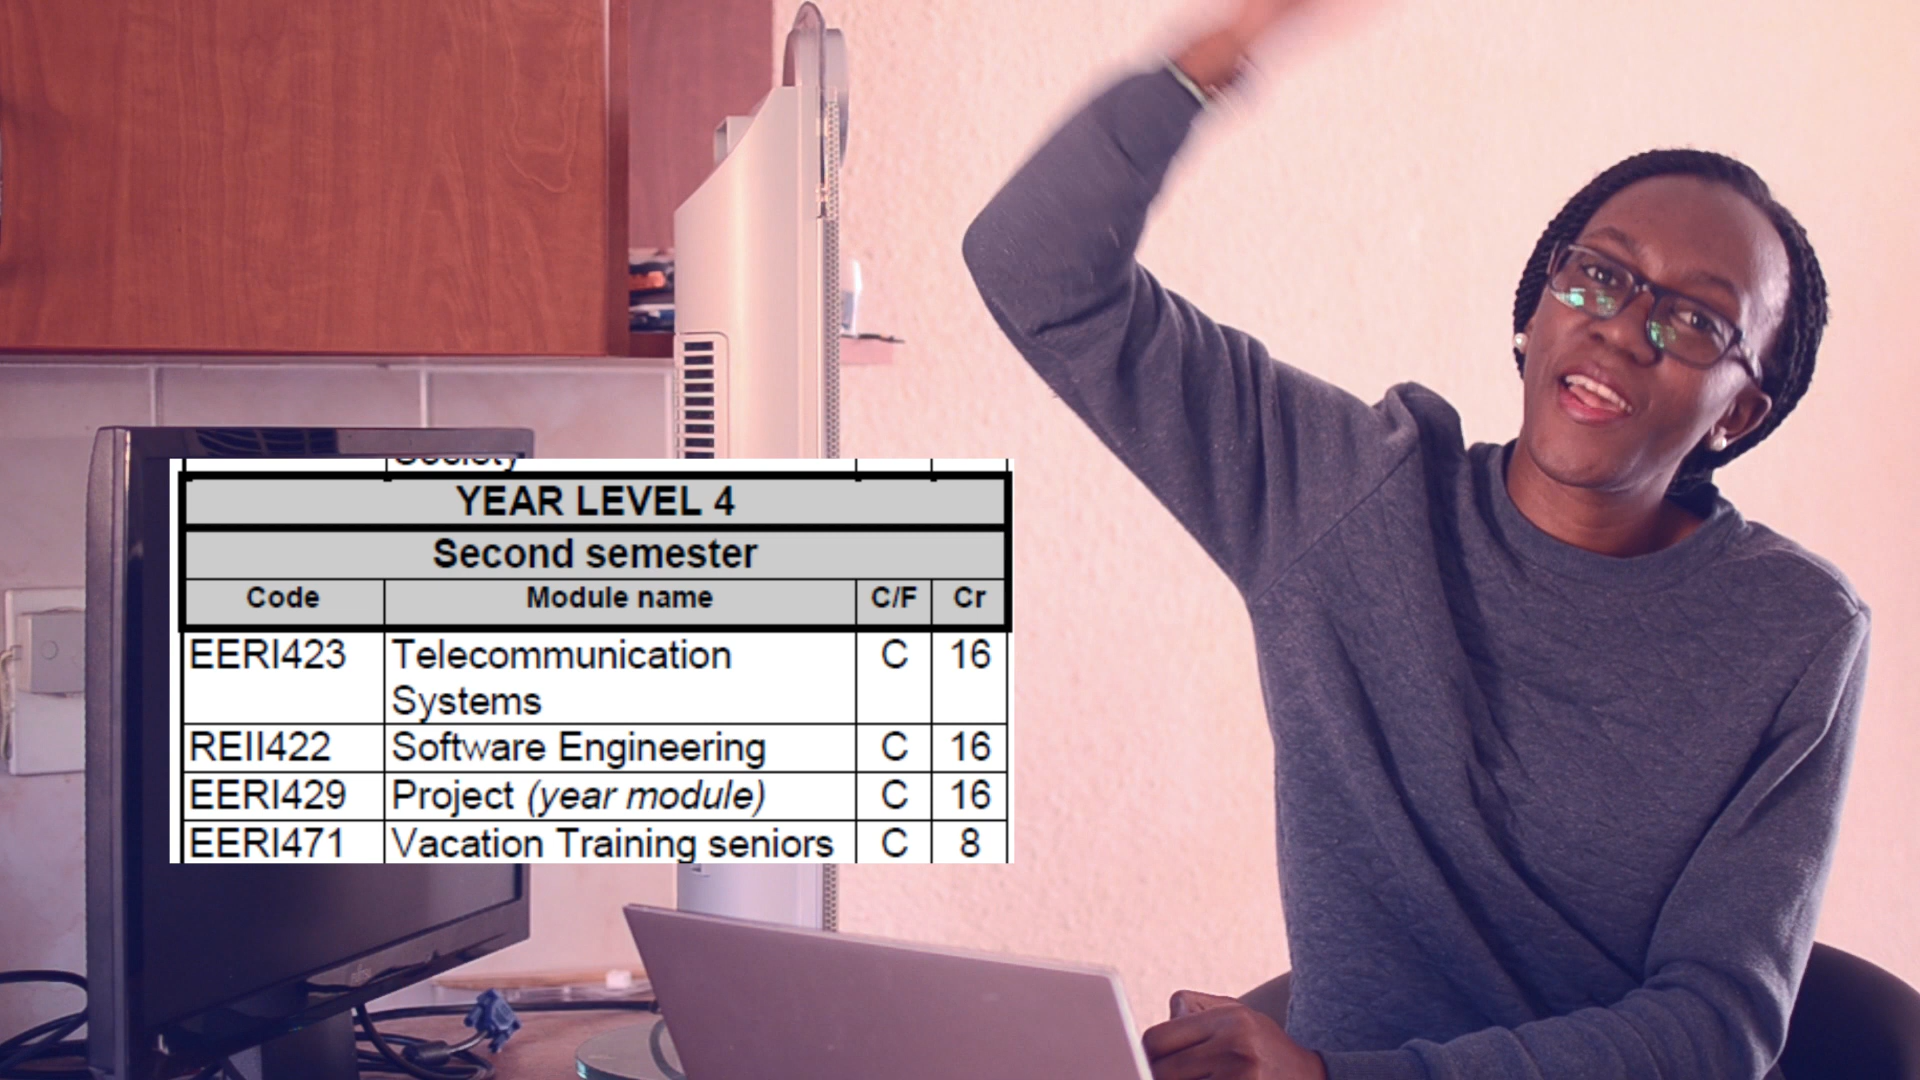 Society
YEAR LEVEL 4
Second semester
Code Module name C/F Cr
EERI423 Telecommunication C 16
Systems
REII422 Software Engineering C 16
EERI429 Project (year module) C 16
EERI471 Vacation Training seniors C 8